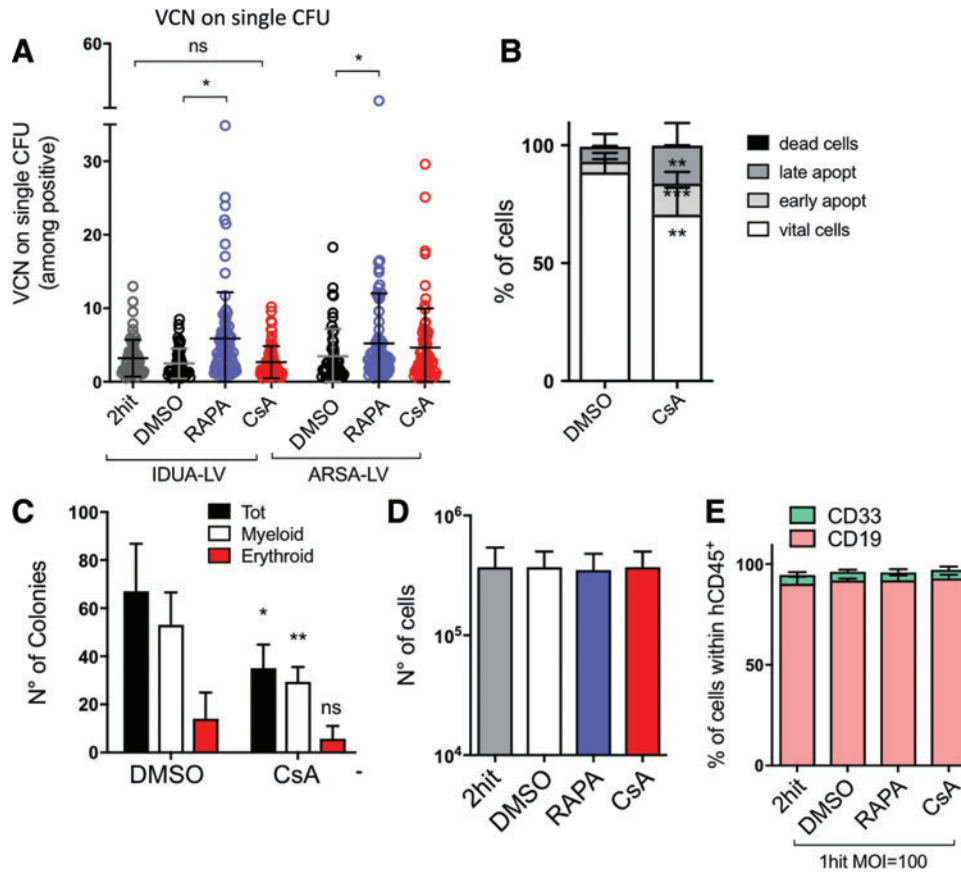 VCN on single CFU
A
VCN on single CFU
(among positive)
60
30
20
10
0
ns
*
*
2hit
DMSO
RAPA
CsA
DMSO
RAPA
CsA
IDUA-LV
ARSA-LV
B
% of cells
100
50
0
**
***
**
DMSO
CsA
dead cells
late apopt
early apopt
vital cells
C
N° of Colonies
100
80
60
40
20
0
Tot
Myeloid
Erythroid
*
**
ns
DMSO
CsA
-
D
N° of cells
10⁶
10⁵
10⁴
2hit
DMSO
RAPA
CsA
E
CD33
CD19
% of cells within hCD45⁺
100
50
0
2hit
DMSO
RAPA
CsA
1hit MOI=100